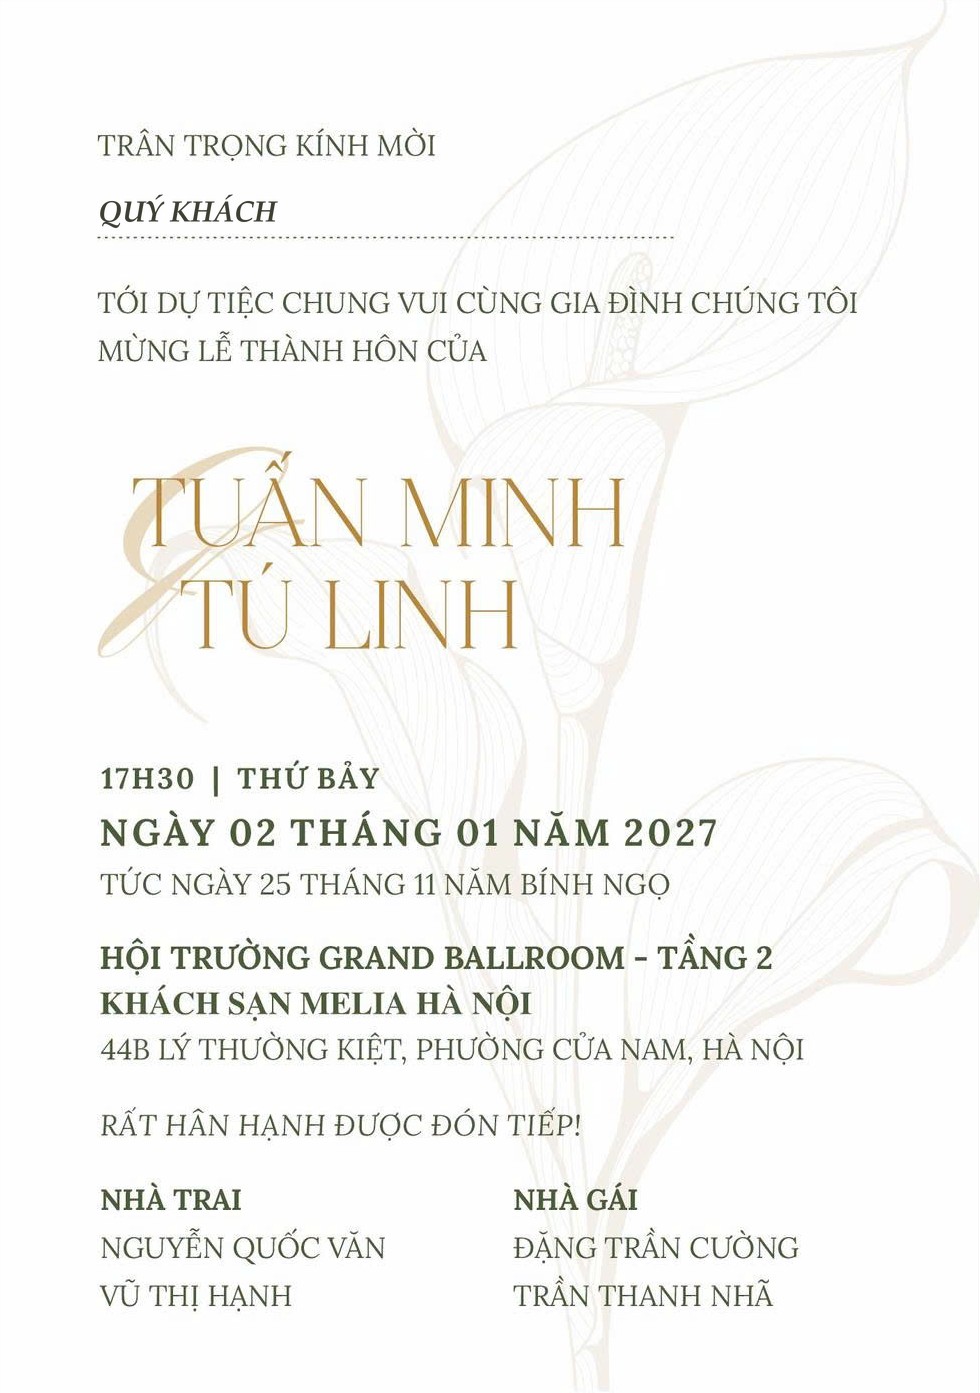 TRÂN TRỌNG KÍNH MỜI
QUÝ KHÁCH
TỚI DỰ TIỆC CHUNG VUI CÙNG GIA ĐÌNH CHÚNG TÔI
MỪNG LỄ THÀNH HÔN CỦA
TUẤN MINH
&
TÚ LINH
17H30 | THỨ BẢY
NGÀY 02 THÁNG 01 NĂM 2027
TỨC NGÀY 25 THÁNG 11 NĂM BÍNH NGỌ
HỘI TRƯỜNG GRAND BALLROOM - TẦNG 2
KHÁCH SẠN MELIA HÀ NỘI
44B LÝ THƯỜNG KIỆT, PHƯỜNG CỬA NAM, HÀ NỘI
RẤT HÂN HẠNH ĐƯỢC ĐÓN TIẾP!
NHÀ TRAI
NGUYỄN QUỐC VĂN
VŨ THỊ HẠNH
NHÀ GÁI
ĐẶNG TRẦN CƯỜNG
TRẦN THANH NHÃ